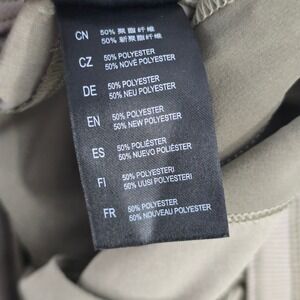 CN 50% 聚酯纤维
50% 新聚酯纤维
CZ 50% POLYESTER
50% NOVÉ POLYESTER
DE 50% POLYESTER
50% NEU POLYESTER
EN 50% POLYESTER
50% NEW POLYESTER
ES 50% POLIÉSTER
50% NUEVO POLIÉSTER
FI 50% POLYESTERI
50% UUSI POLYESTERI
FR 50% POLYESTER
50% NOUVEAU POLYESTER